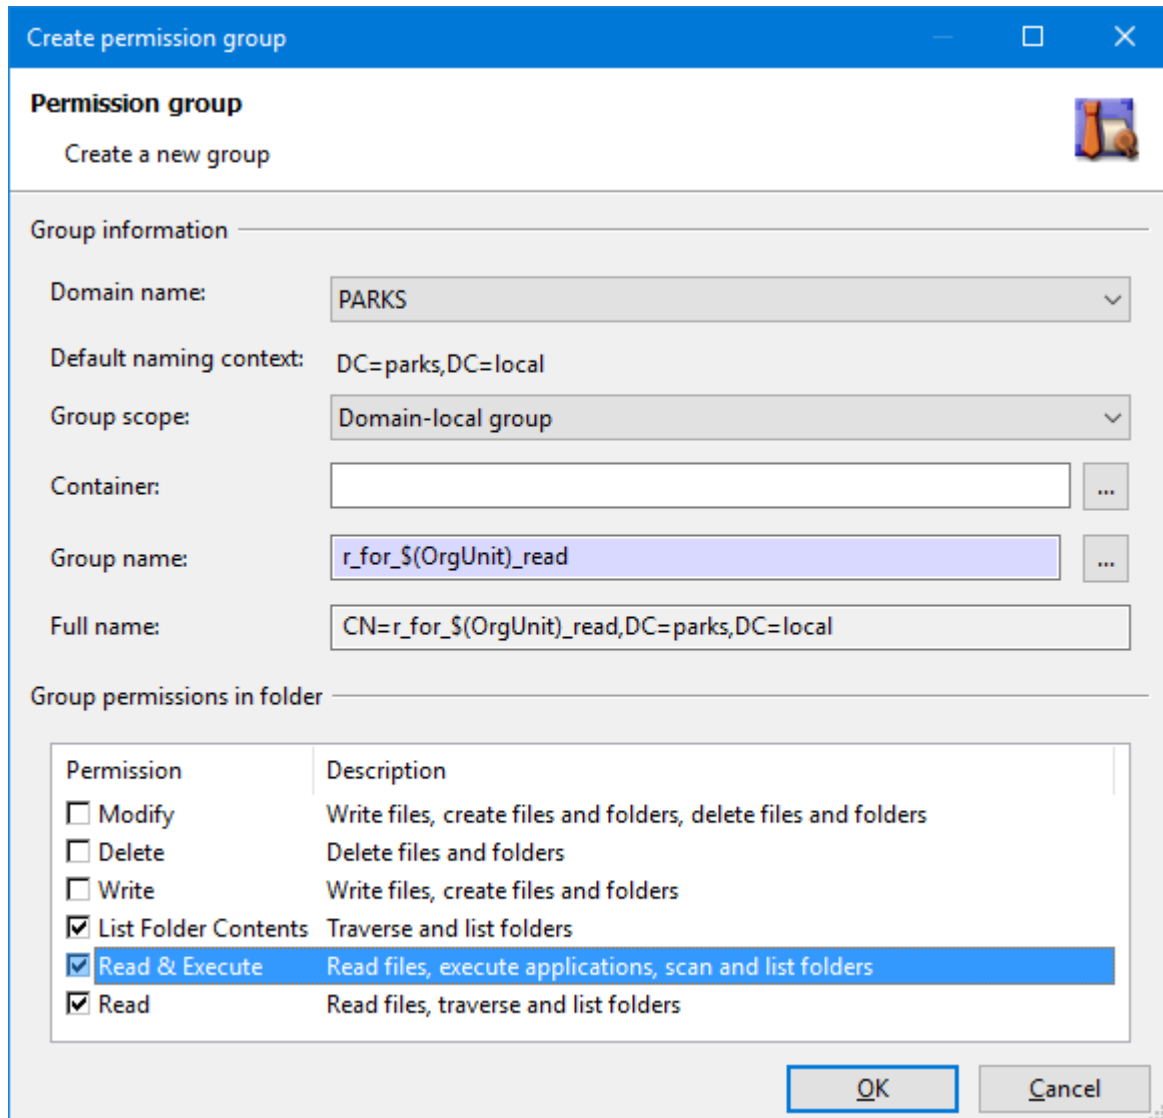 Create permission group
Permission group
Create a new group
Group information
Domain name: PARKS
Default naming context: DC=parks,DC=local
Group scope: Domain-local group
Container: ...
Group name: r_for_$(OrgUnit)_read ...
Full name: CN=r_for_$(OrgUnit)_read,DC=parks,DC=local
Group permissions in folder
Permission Description
Modify Write files, create files and folders, delete files and folders
Delete Delete files and folders
Write Write files, create files and folders
List Folder Contents Traverse and list folders
Read & Execute Read files, execute applications, scan and list folders
Read Read files, traverse and list folders
OK Cancel